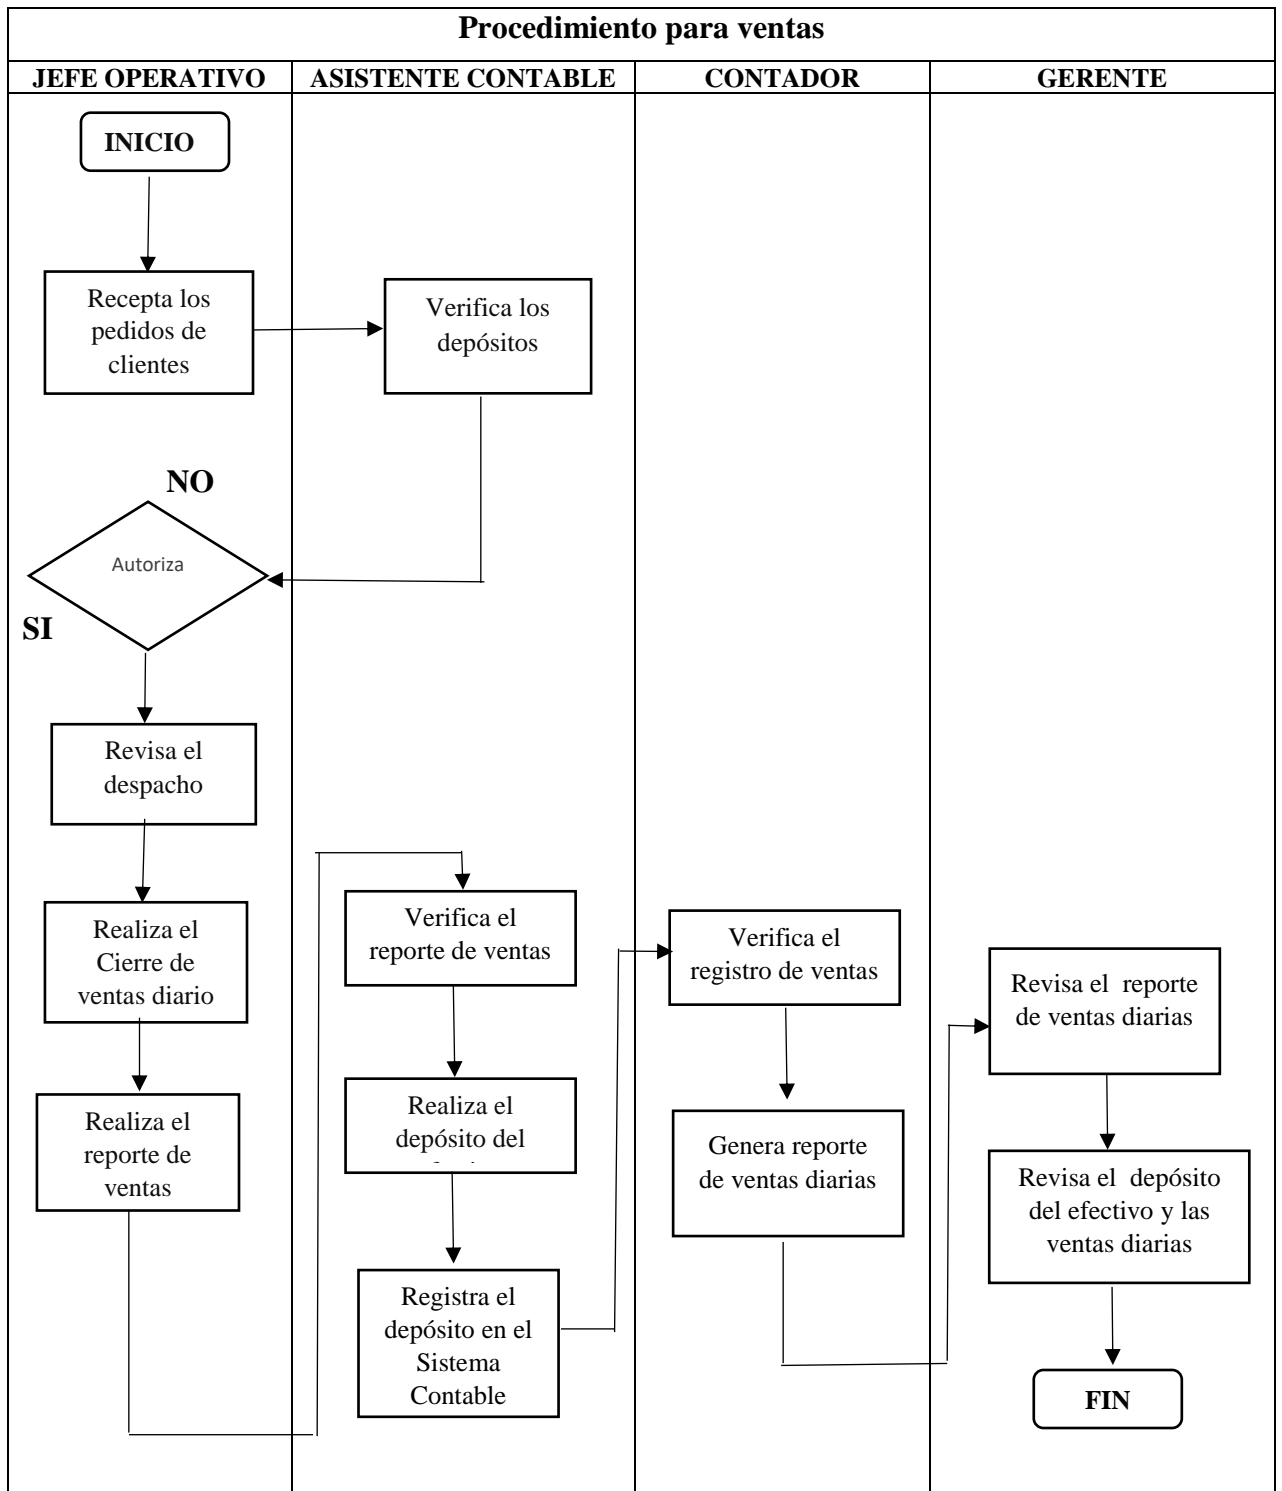 Procedimiento para ventas
JEFE OPERATIVO
ASISTENTE CONTABLE
CONTADOR
GERENTE
INICIO
Recepta los
pedidos de
clientes
Verifica los
depósitos
NO
Autoriza
SI
Revisa el
despacho
Realiza el
Cierre de
ventas diario
Realiza el
reporte de
ventas
Verifica el
reporte de ventas
Realiza el
depósito del
Registra el
depósito en el
Sistema
Contable
Verifica el
registro de ventas
Genera reporte
de ventas diarias
Revisa el reporte
de ventas diarias
Revisa el depósito
del efectivo y las
ventas diarias
FIN